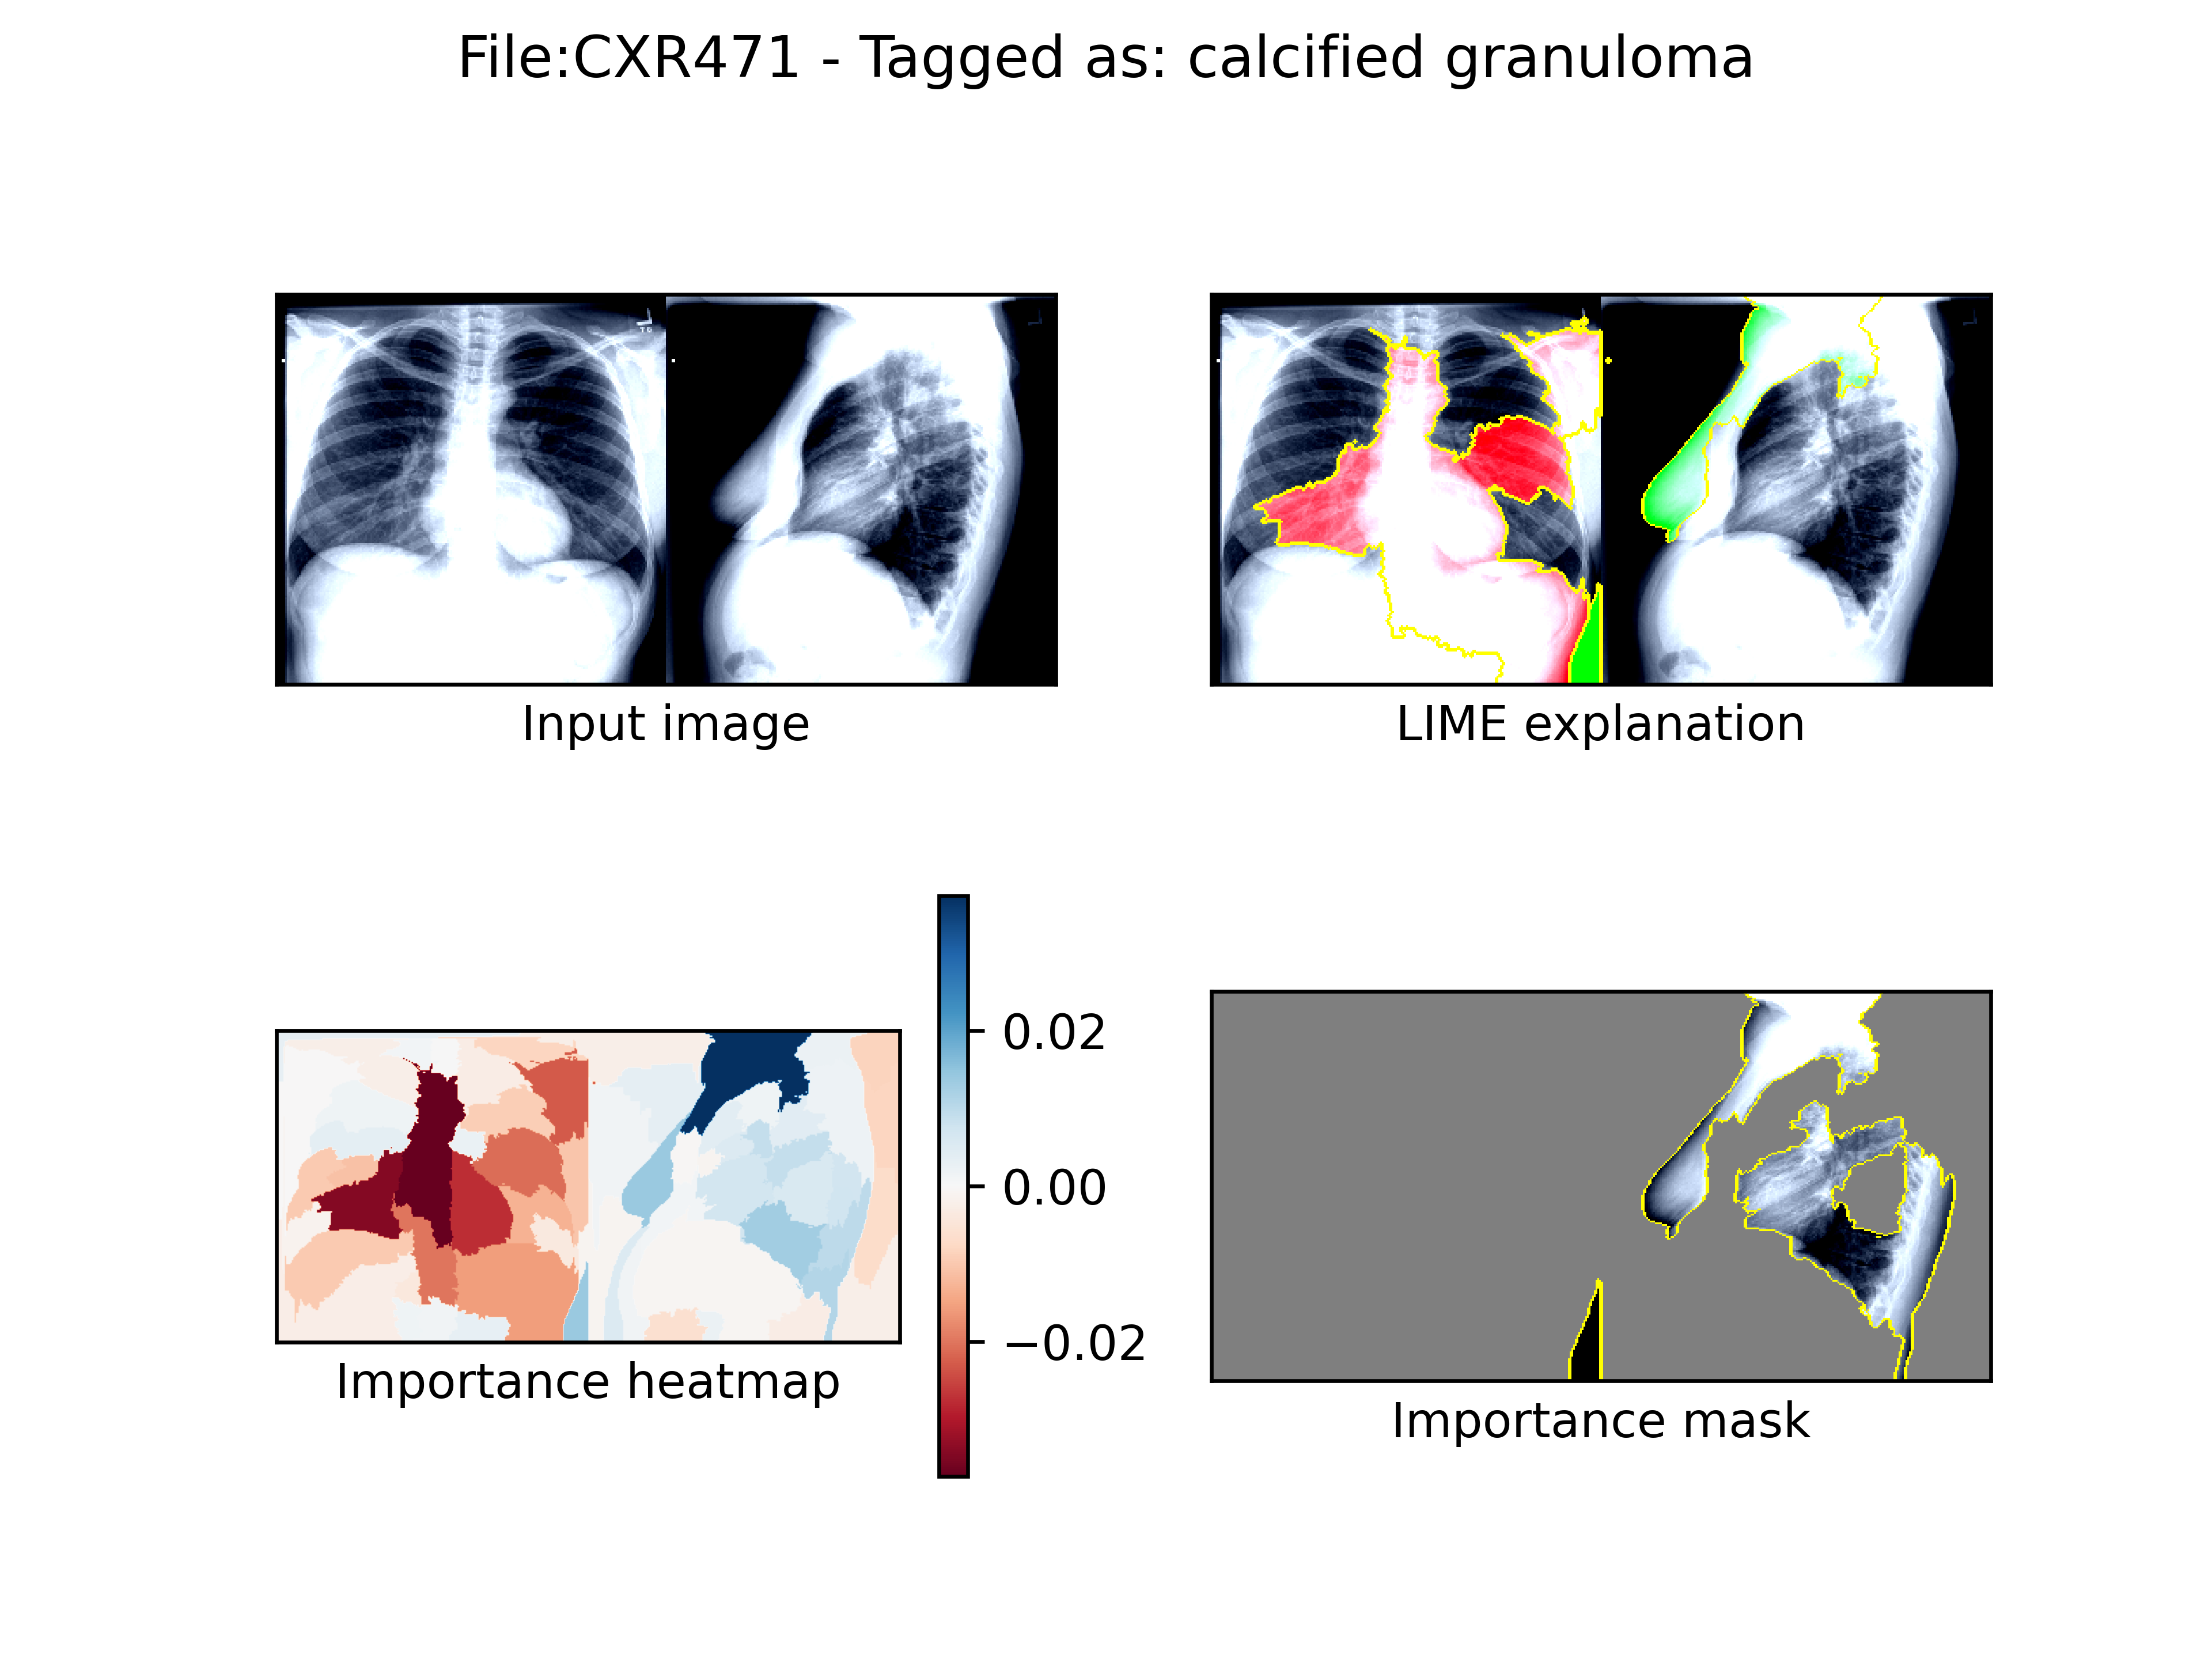 File:CXR471 - Tagged as: calcified granuloma
Input image
LIME explanation
0.02
0.00
−0.02
Importance heatmap
Importance mask